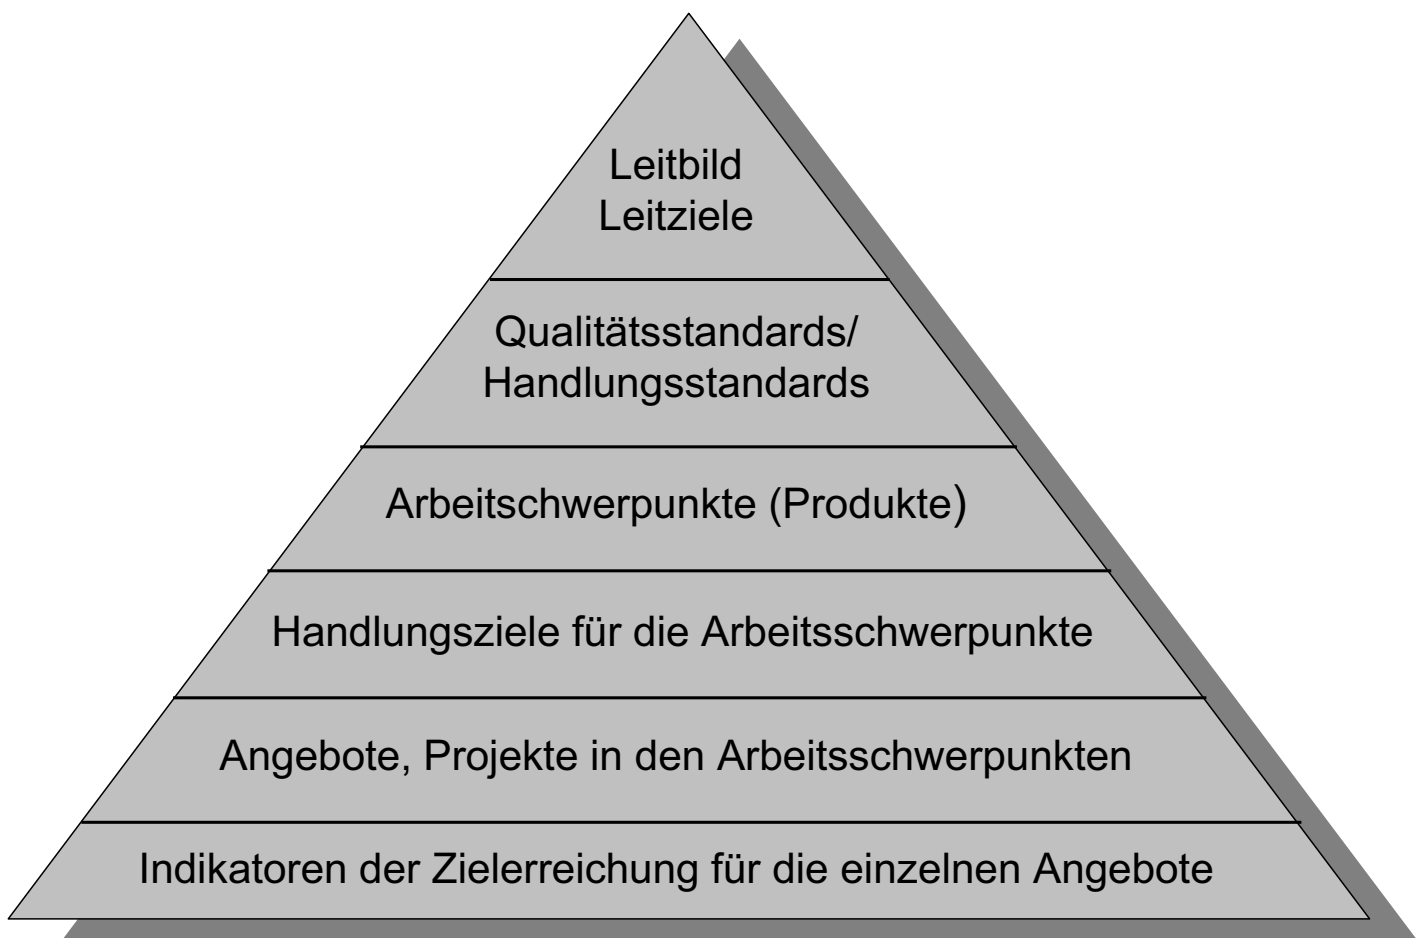 Leitbild
Leitziele
Qualitätsstandards/
Handlungsstandards
Arbeitschwerpunkte (Produkte)
Handlungsziele für die Arbeitsschwerpunkte
Angebote, Projekte in den Arbeitsschwerpunkten
Indikatoren der Zielerreichung für die einzelnen Angebote